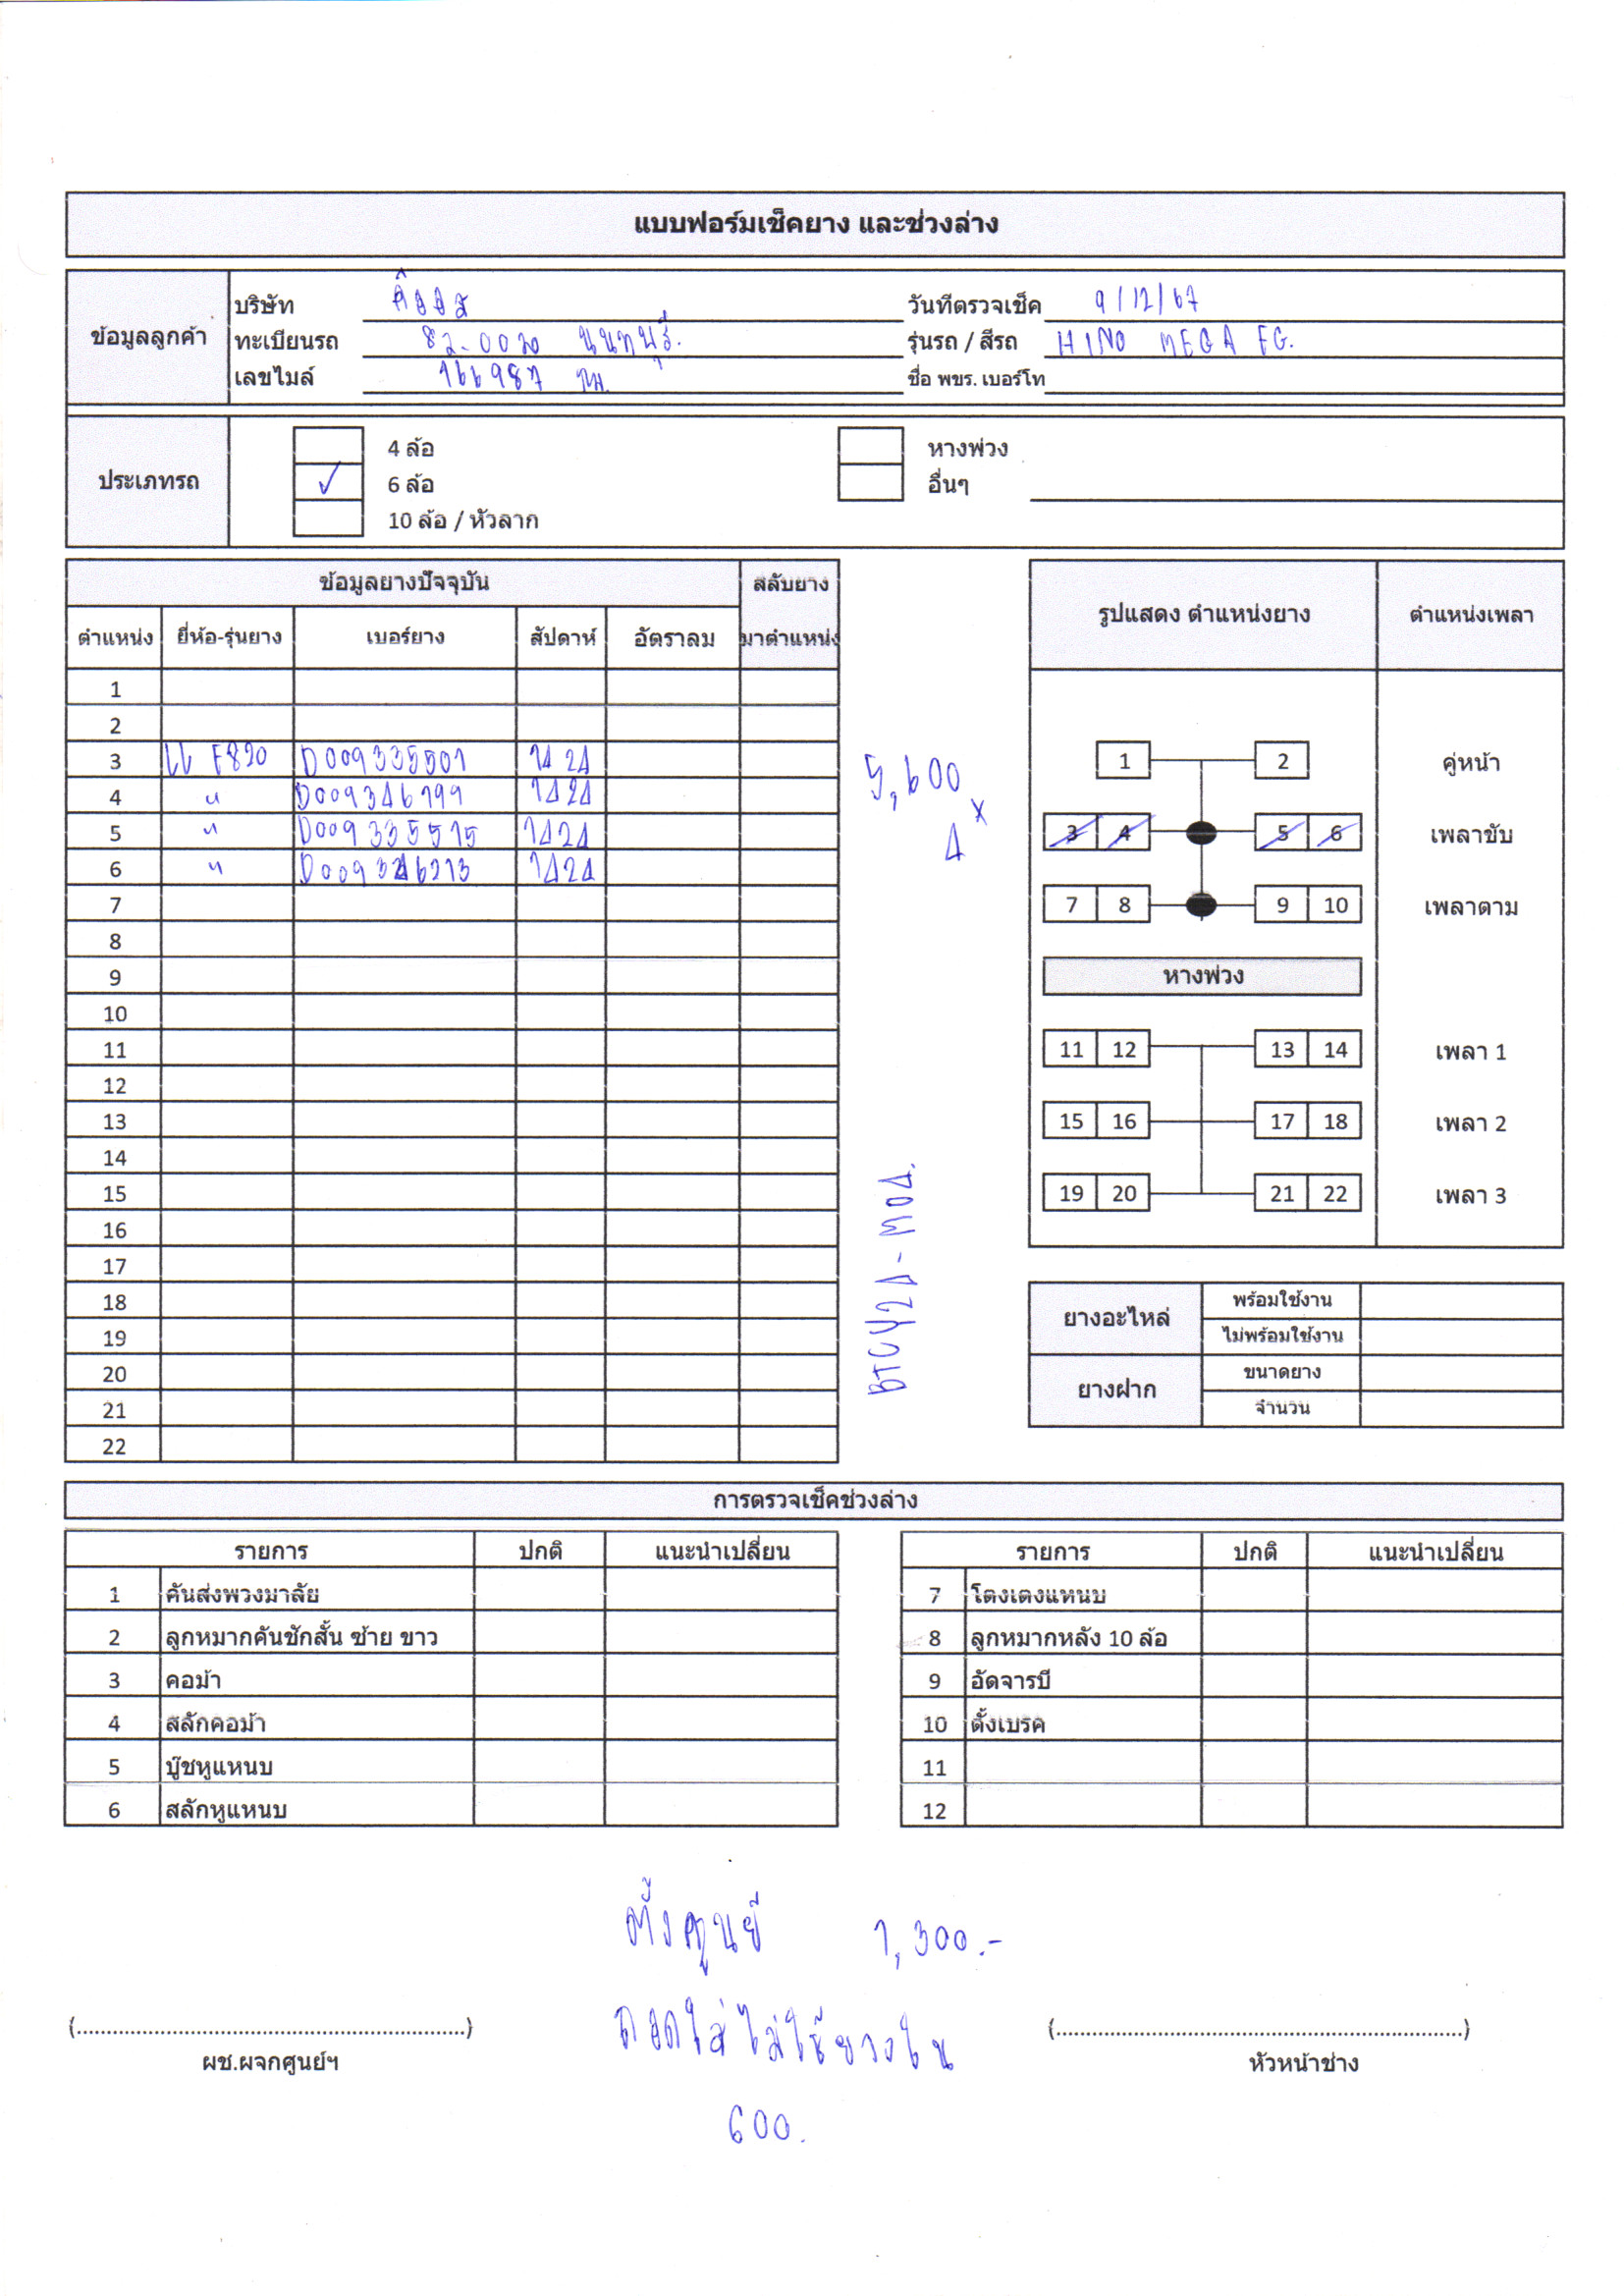 แบบฟอร์มเช็คยาง และช่วงล่าง
ข้อมูลลูกค้า
บริษัท
วันที่ตรวจเช็ค 9/12/67
ทะเบียนรถ 82-0020 นนทบุรี.
รุ่นรถ / สีรถ HINO MEGA FG.
เลขไมล์ 166987
ชื่อ พขร. เบอร์โท
ประเภทรถ
4 ล้อ
✓ 6 ล้อ
10 ล้อ / หัวลาก
หางพ่วง
อื่นๆ
ข้อมูลยางปัจจุบัน สลับยาง
ตำแหน่ง ยี่ห้อ-รุ่นยาง เบอร์ยาง สัปดาห์ อัตราลม มาตำแหน่ง
1
2
3 LL F820 D009335501 1424
4 " D009346199 1424
5 " D009335515 1424
6 " 1424
7
8
9
10
11
12
13
14
15
16
17
18
19
20
21
22
5,600
x
4
BTCY24-M04.
รูปแสดง ตำแหน่งยาง ตำแหน่งเพลา
1 2 คู่หน้า
3 4 5 6 เพลาขับ
7 8 9 10 เพลาตาม
หางพ่วง
11 12 13 14 เพลา 1
15 16 17 18 เพลา 2
19 20 21 22 เพลา 3
ยางอะไหล่ พร้อมใช้งาน
ไม่พร้อมใช้งาน
ยางฝาก ขนาดยาง
จำนวน
การตรวจเช็คช่วงล่าง
รายการ ปกติ แนะนำเปลี่ยน
1 คันส่งพวงมาลัย
2 ลูกหมากคันชักสั้น ซ้าย ขาว
3 คอม้า
4 สลักคอม้า
5 บู๊ชหูแหนบ
6 สลักหูแหนบ
รายการ ปกติ แนะนำเปลี่ยน
7 โตงเตงแหนบ
8 ลูกหมากหลัง 10 ล้อ
9 อัดจารบี
10 ตั้งเบรค
11
12
ตั้งศูนย์ 1,300.-
ถอดใส่ไม่ใช้ยางใน
600.
(..........................................................)
ผช.ผจกศูนย์ฯ
(..........................................................)
หัวหน้าช่าง